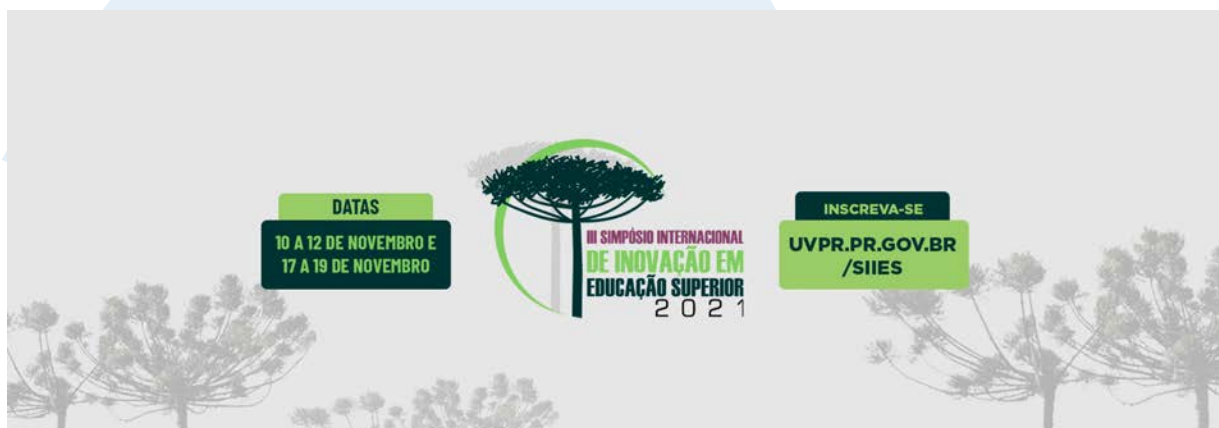 DATAS
10 A 12 DE NOVEMBRO E
17 A 19 DE NOVEMBRO
III SIMPÓSIO INTERNACIONAL
DE INOVAÇÃO EM
EDUCAÇÃO SUPERIOR
2021
INSCREVA-SE
UVPR.PR.GOV.BR
/SIIES